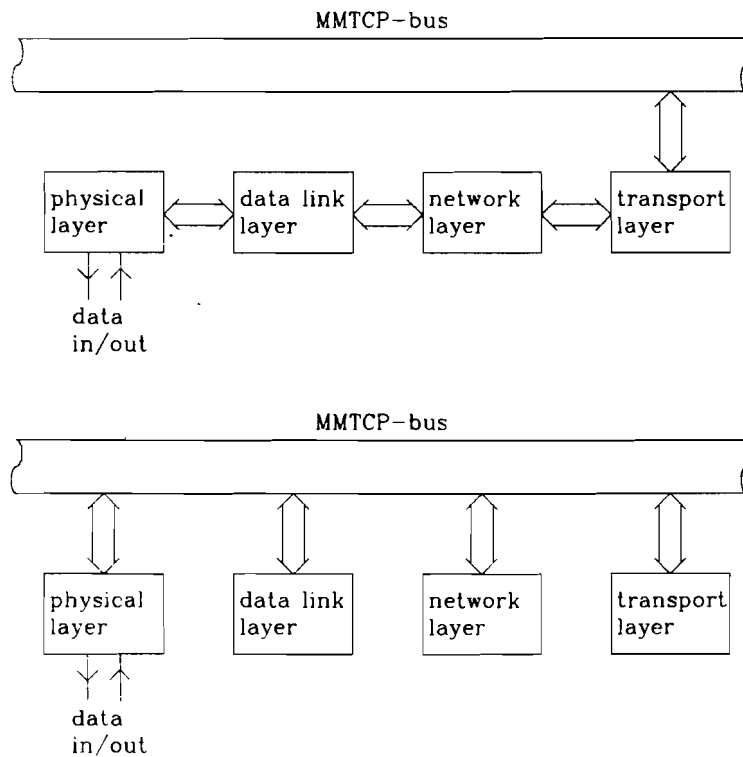 MMTCP-bus
physical
layer
data link
layer
network
layer
transport
layer
data
in/out
MMTCP-bus
physical
layer
data link
layer
network
layer
transport
layer
data
in/out